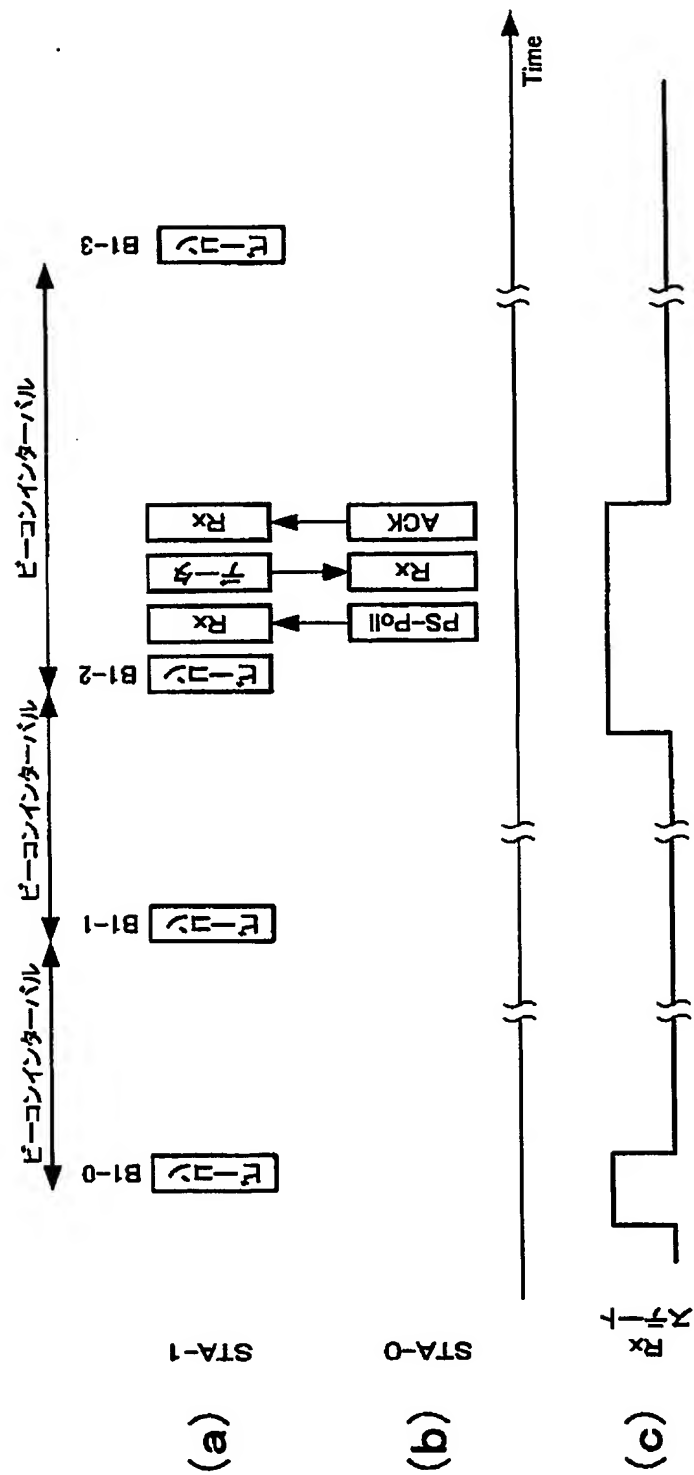 ビーコンインターバル ビーコンインターバル ビーコンインターバル
B1-0 B1-1 B1-2 B1-3
(a) STA-1 ビーコン ビーコン ビーコン Rx データ Rx ビーコン
(b) STA-0 PS-Poll Rx ACK
Time
(c) Rx
ステート